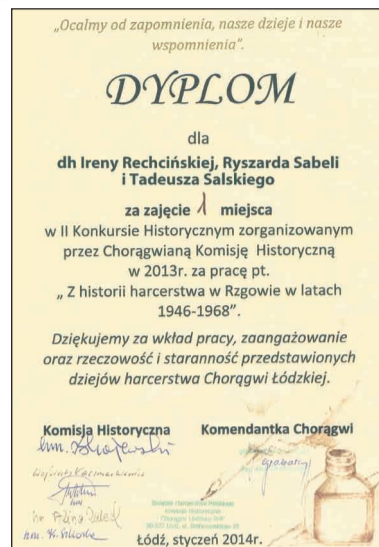 „Ocalmy od zapomnienia, nasze dzieje i nasze
wspomnienia”.
DYPLOM
dla
dh Ireny Rechcińskiej, Ryszarda Sabeli
i Tadeusza Salskiego
za zajęcie 1 miejsca
w II Konkursie Historycznym zorganizowanym
przez Chorągwianą Komisję Historyczną
w 2013r. za pracę pt.
„ Z historii harcerstwa w Rzgowie w latach
1946-1968”.
Dziękujemy za wkład pracy, zaangażowanie
oraz rzeczowość i staranność przedstawionych
dziejów harcerstwa Chorągwi Łódzkiej.
Komisja Historyczna Komendantka Chorągwi
hm.
hm.
Łódź, styczeń 2014r.